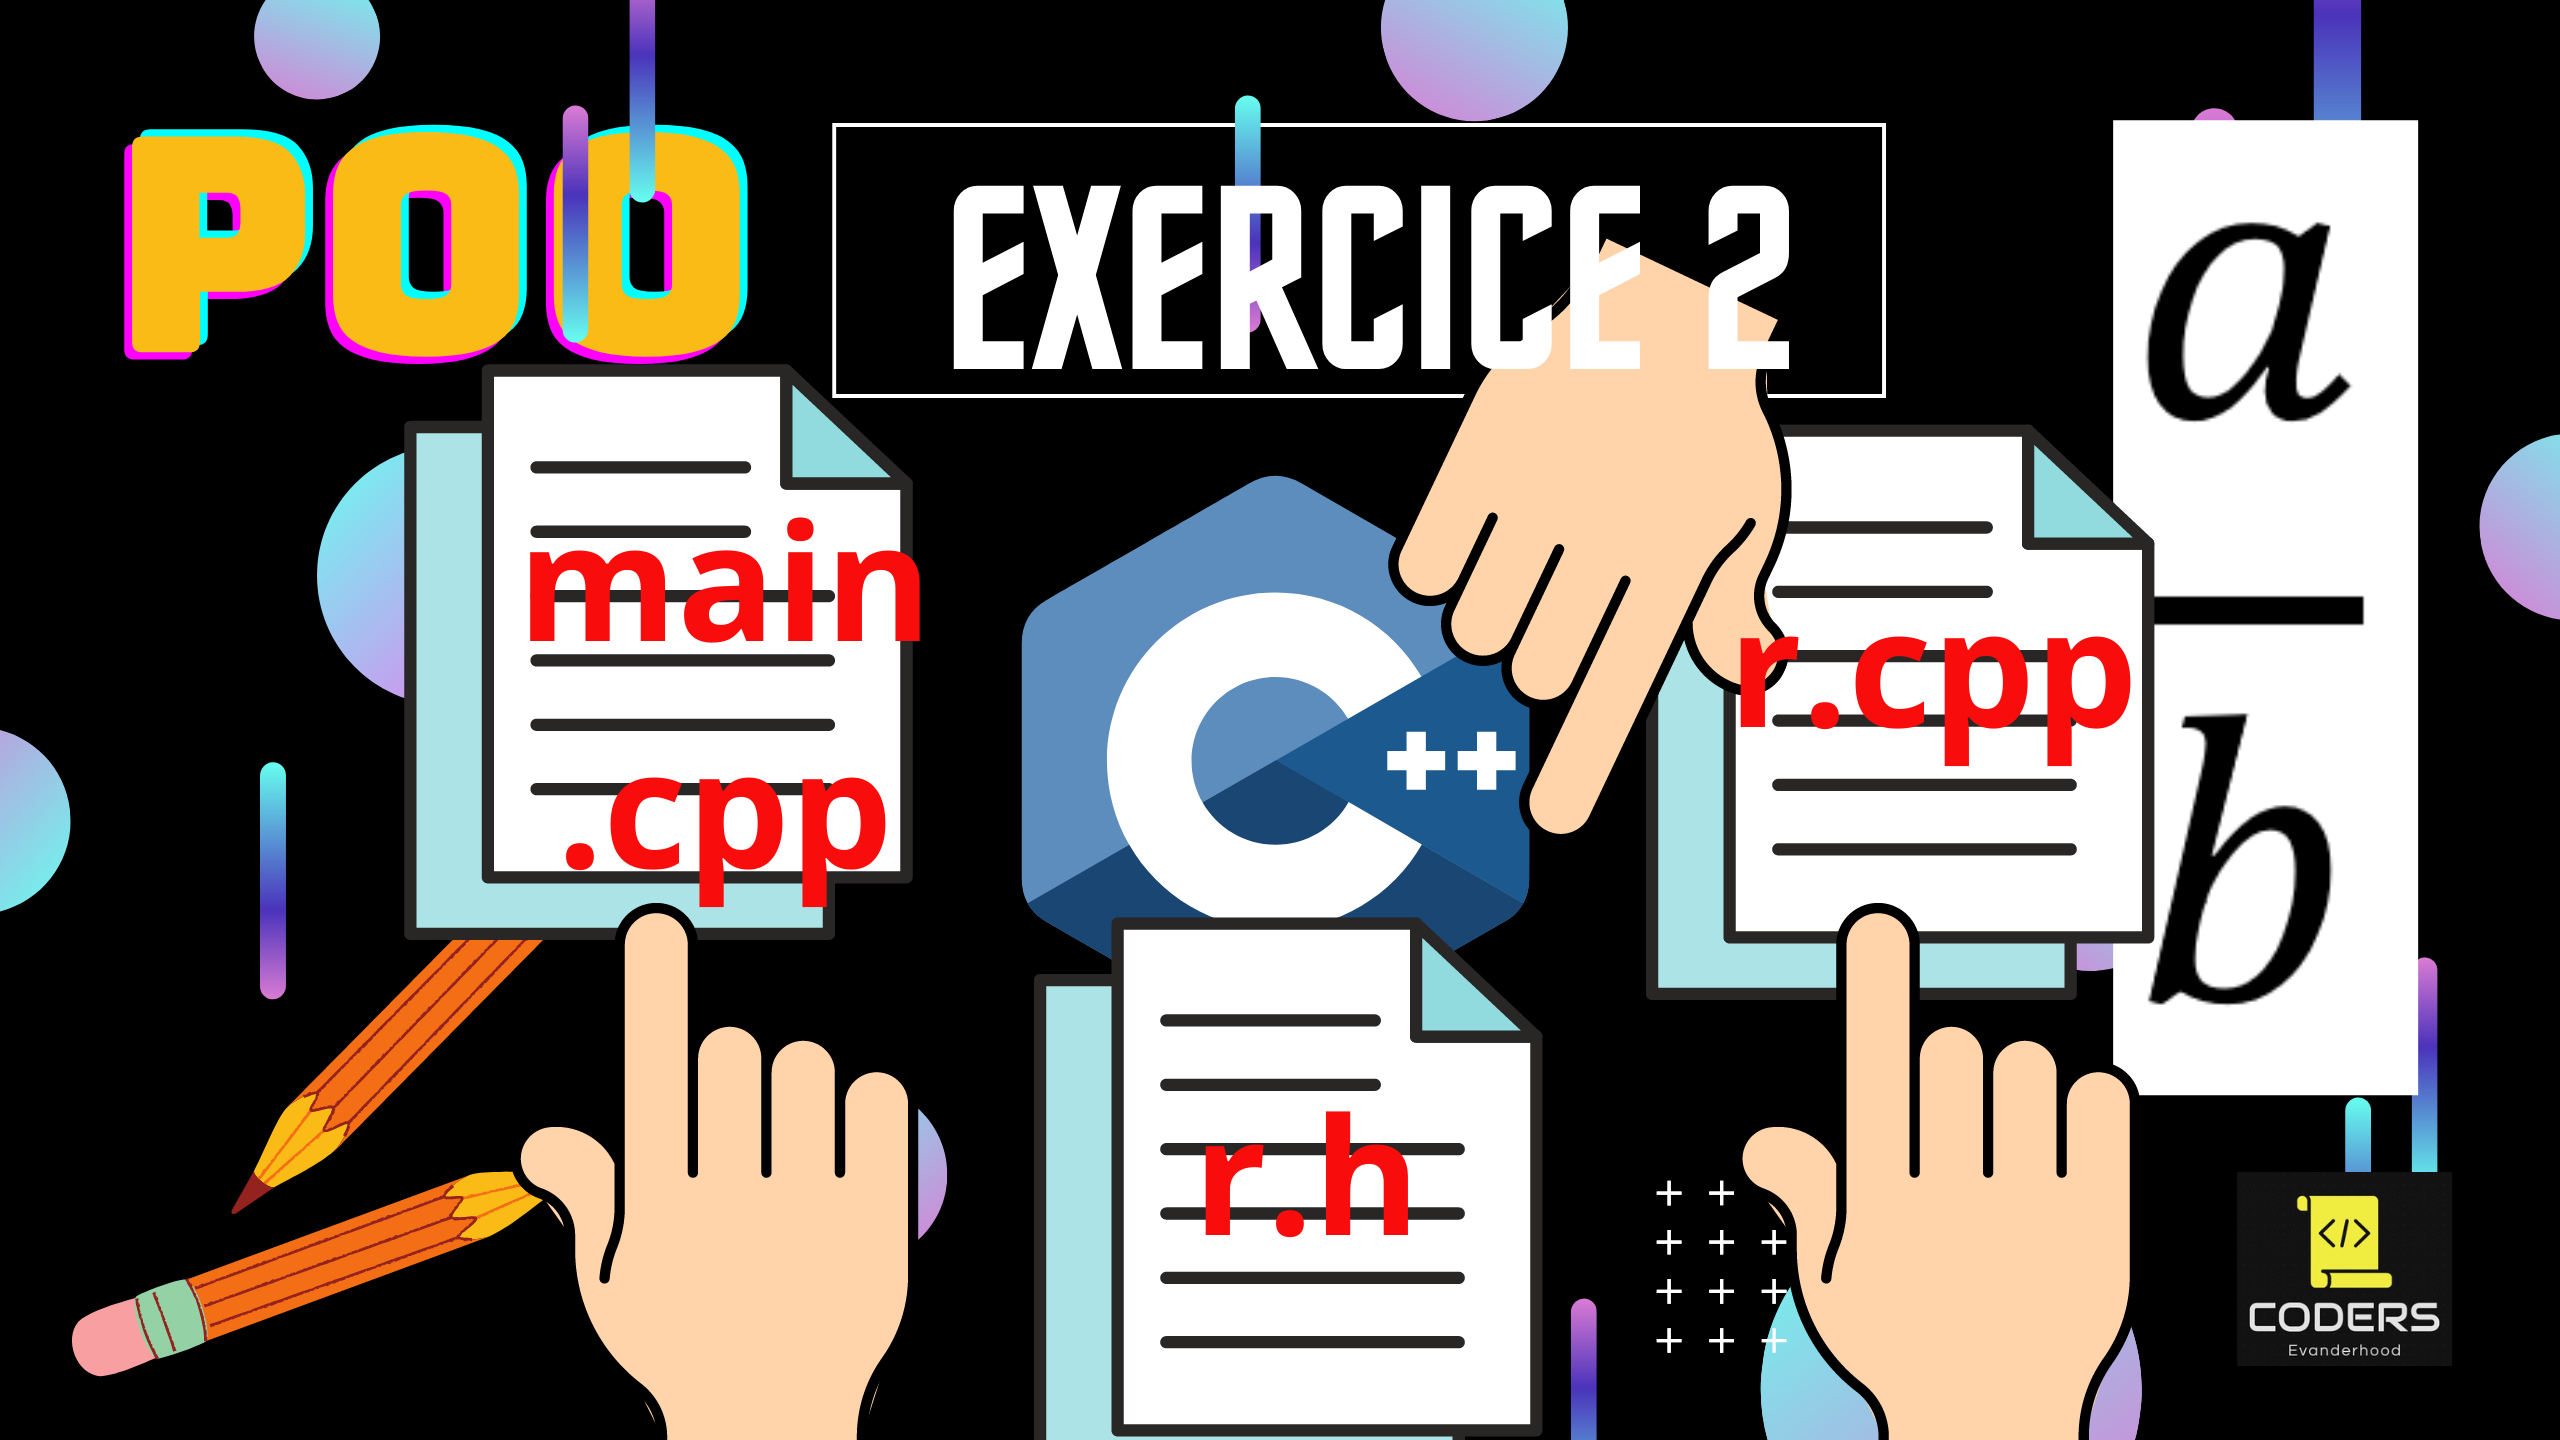 POO
EXERCICE 2
a
b
main
.cpp
r.cpp
++
r.h
</>
CODERS
Evanderhood